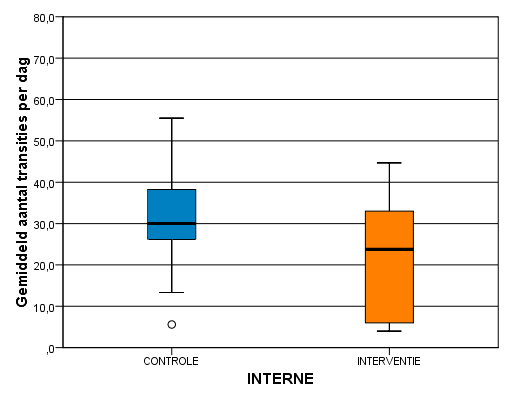 Gemiddeld aantal transities per dag
80,0
70,0
60,0
50,0
40,0
30,0
20,0
10,0
,0
CONTROLE
INTERVENTIE
INTERNE